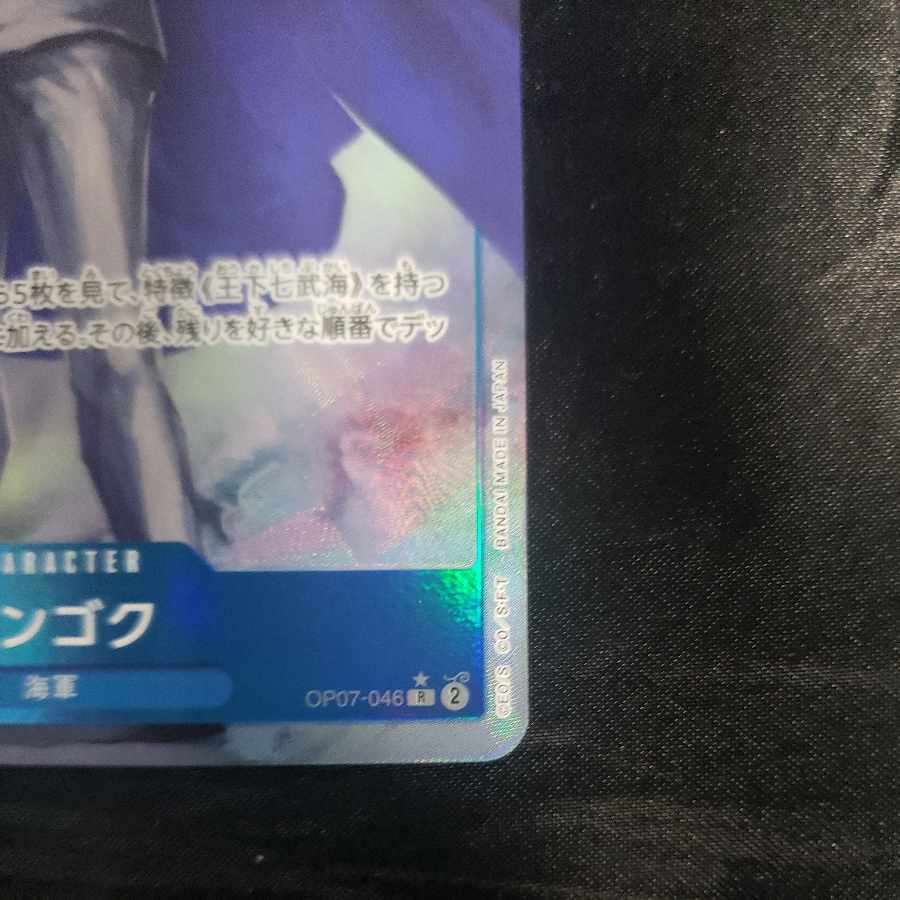 ら5枚を見て、特徴《王下七武海》を持つ
加える。その後、残りを好きな順番でデッ
ARACTER
ンゴク
海軍
OP07-046 R 2
©E.O./S. ©O/S,F・T BANDAI MADE IN JAPAN